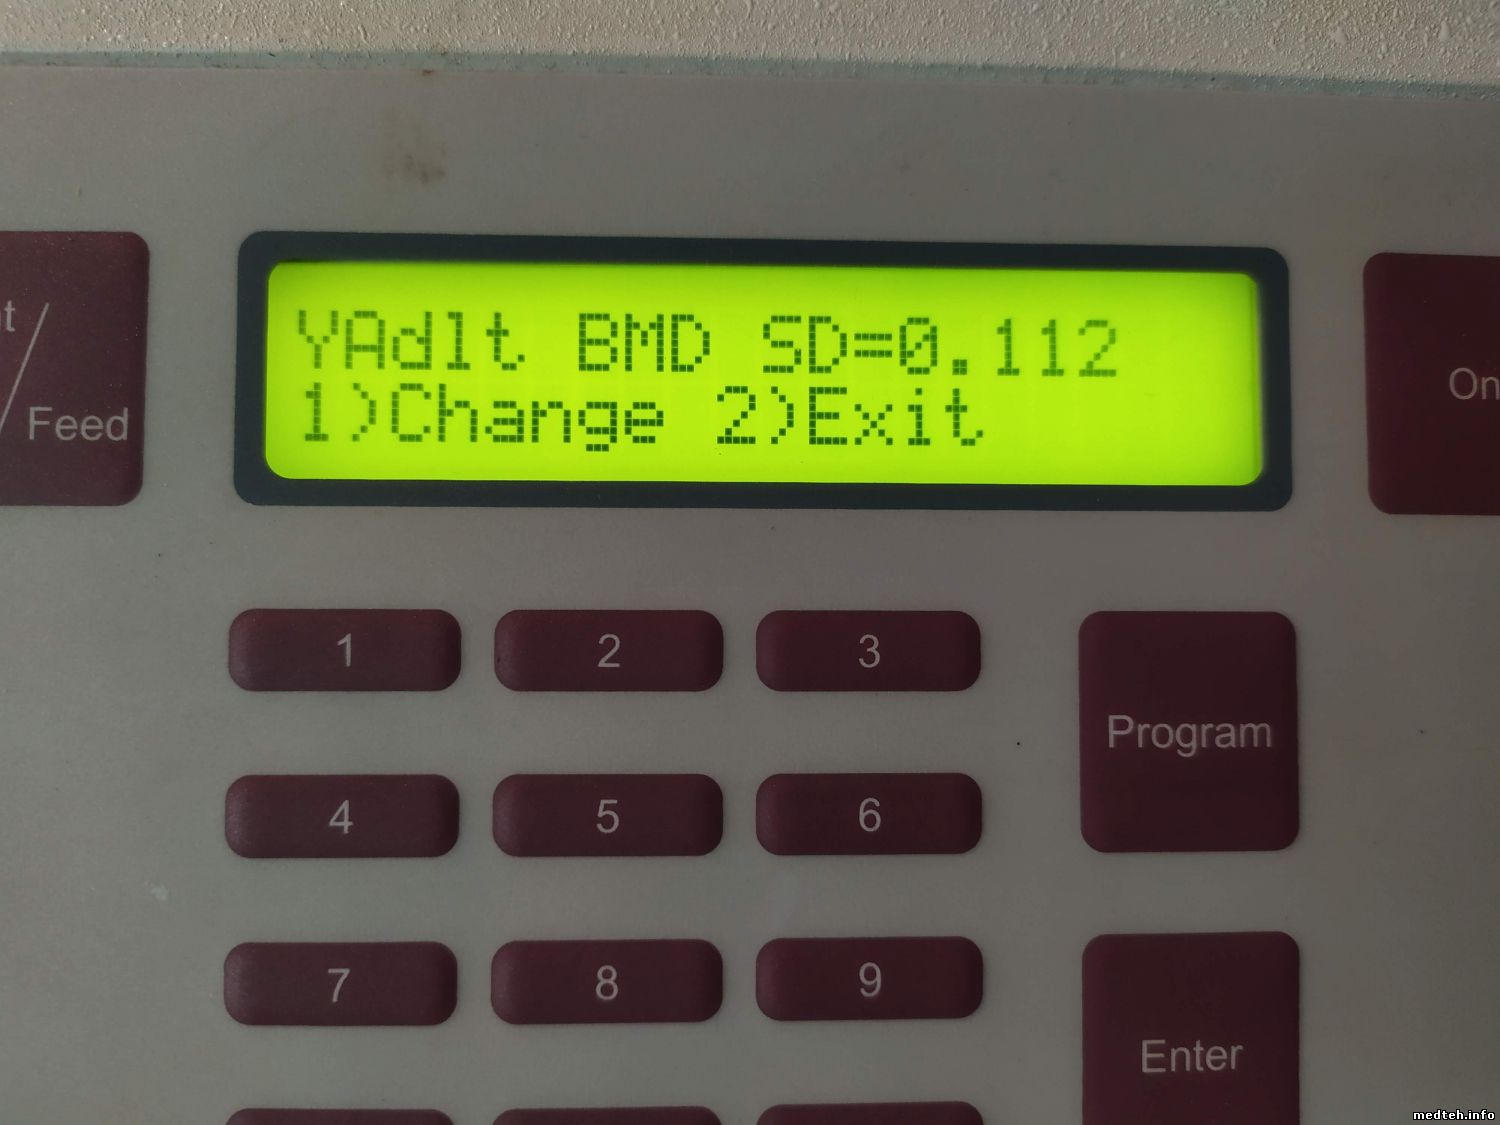 YAdlt BMD SD=0.112
1)Change 2)Exit
Feed
On
1
2
3
Program
4
5
6
7
8
9
Enter
medteh.info